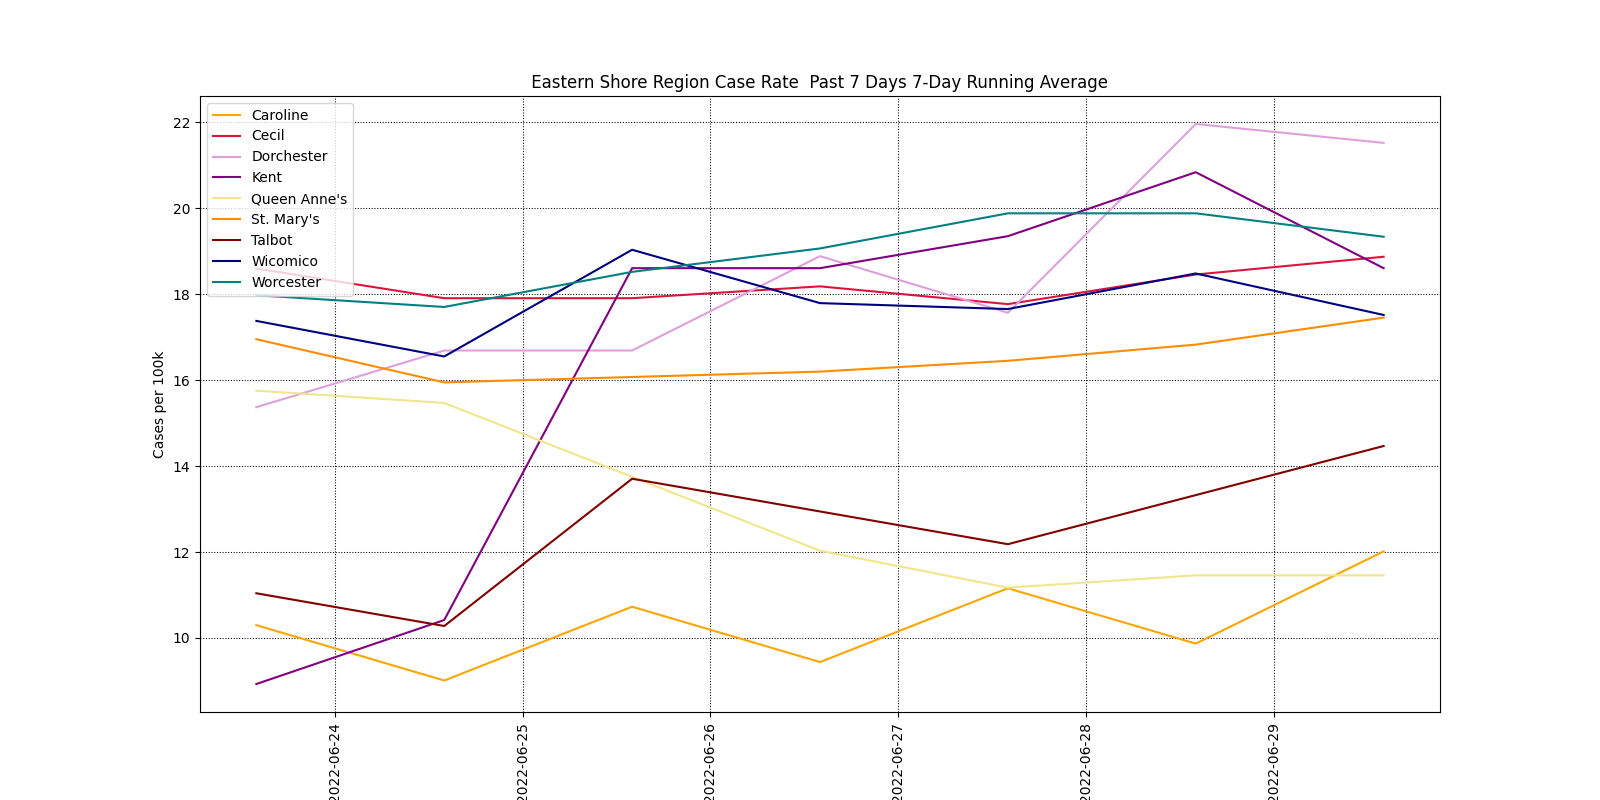 Eastern Shore Region Case Rate  Past 7 Days 7-Day Running Average
Caroline
Cecil
Dorchester
Kent
Queen Anne's
St. Mary's
Talbot
Wicomico
Worcester
Cases per 100k
22
20
18
16
14
12
10
2022-06-24
2022-06-25
2022-06-26
2022-06-27
2022-06-28
2022-06-29